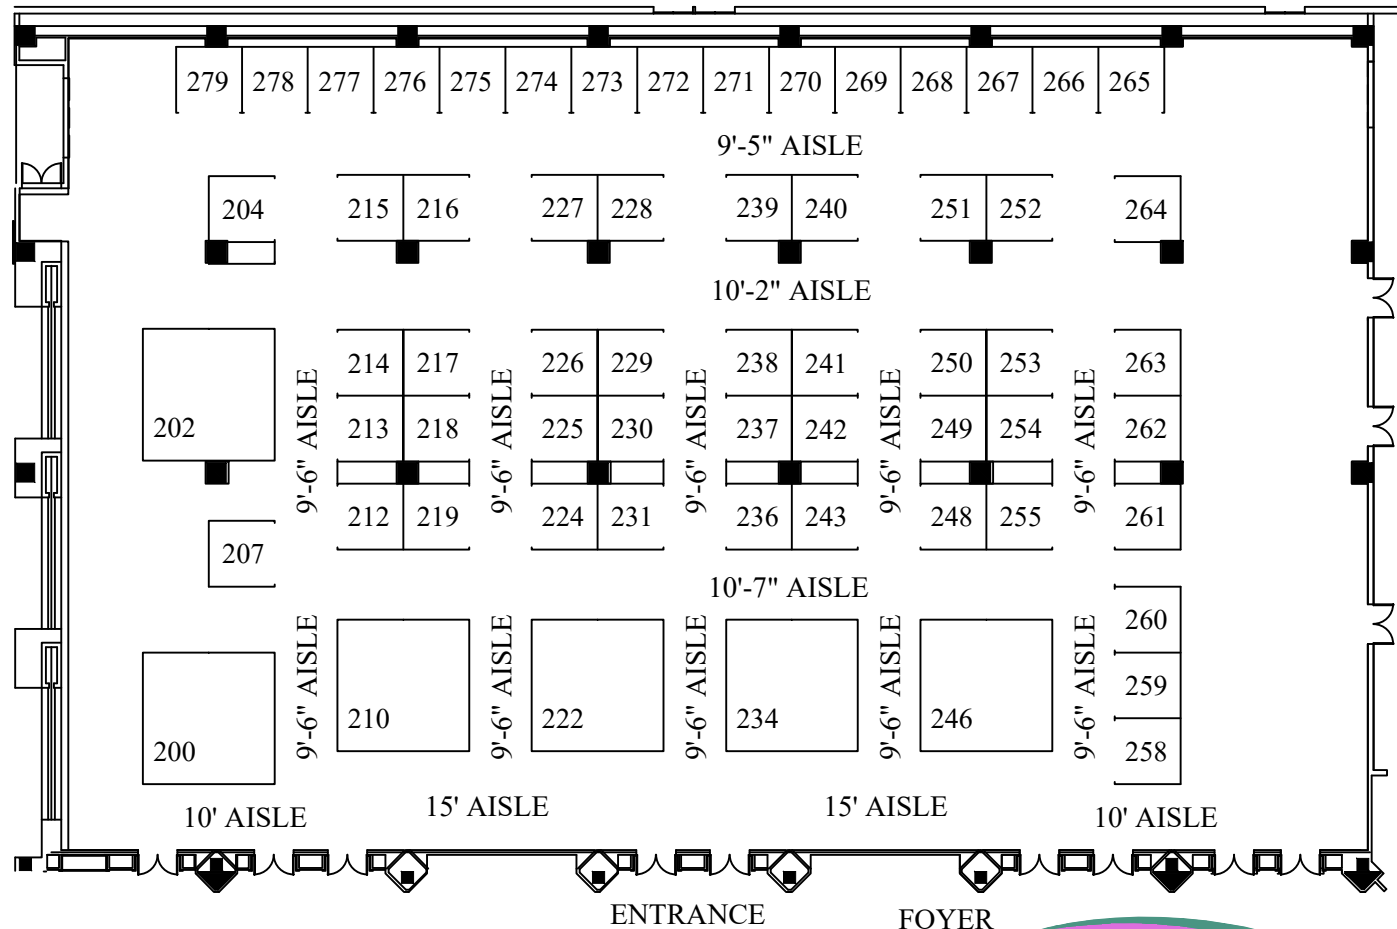 279 278 277 276 275 274 273 272 271 270 269 268 267 266 265
9'-5" AISLE
204 215 216 227 228 239 240 251 252 264
10'-2" AISLE
214 217 226 229 238 241 250 253 263
202 213 218 225 230 237 242 249 254 262
9'-6" AISLE 9'-6" AISLE 9'-6" AISLE 9'-6" AISLE 9'-6" AISLE
212 219 224 231 236 243 248 255 261
207
10'-7" AISLE
260
259
9'-6" AISLE 9'-6" AISLE 9'-6" AISLE 9'-6" AISLE 9'-6" AISLE
210 222 234 246
200 258
10' AISLE 15' AISLE 15' AISLE 10' AISLE
ENTRANCE FOYER